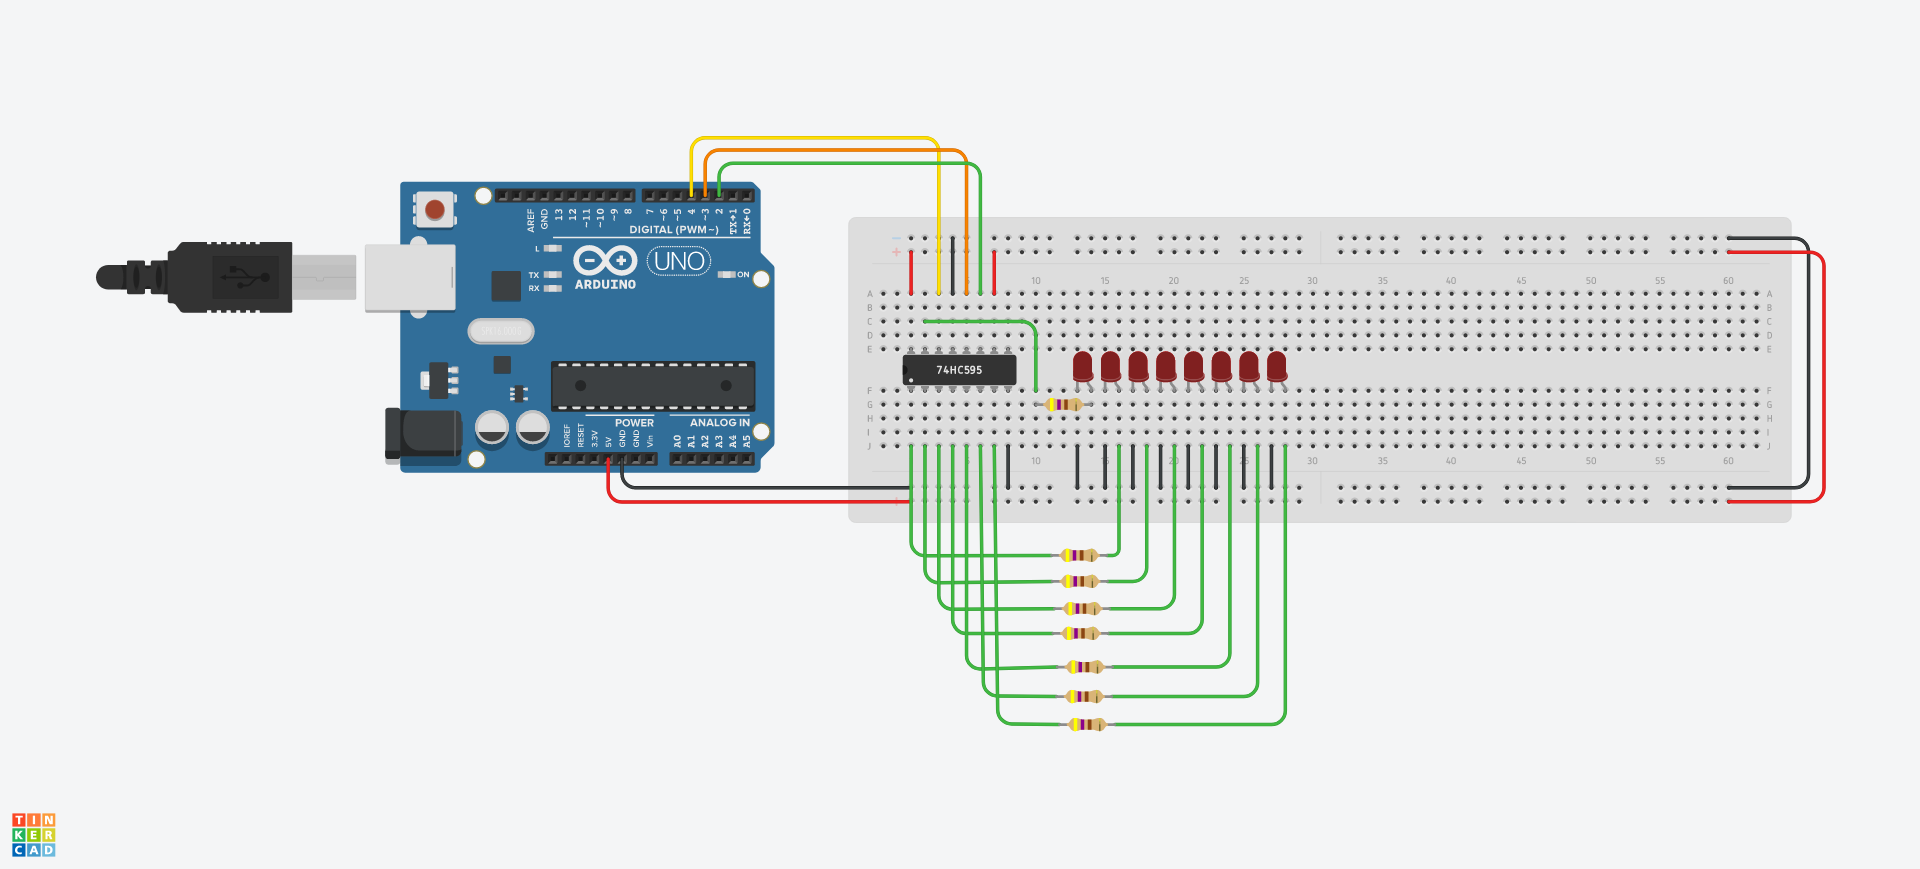 AREF
GND
13
12
~11
~10
~9
8
7
~6
~5
4
~3
2
TX→1
RX←0
DIGITAL (PWM~)
L
TX
RX
ARDUINO
UNO
ON
POWER
ANALOG IN
IOREF
RESET
3.3V
5V
GND
GND
Vin
A0
A1
A2
A3
A4
A5
10 15 20 25 30 35 40 45 50 55 60
A A
B B
C C
D D
E E
74HC595
F F
G G
H H
I I
J J
10 15 20 25 30 35 40 45 50 55 60
TIN
KER
CAD